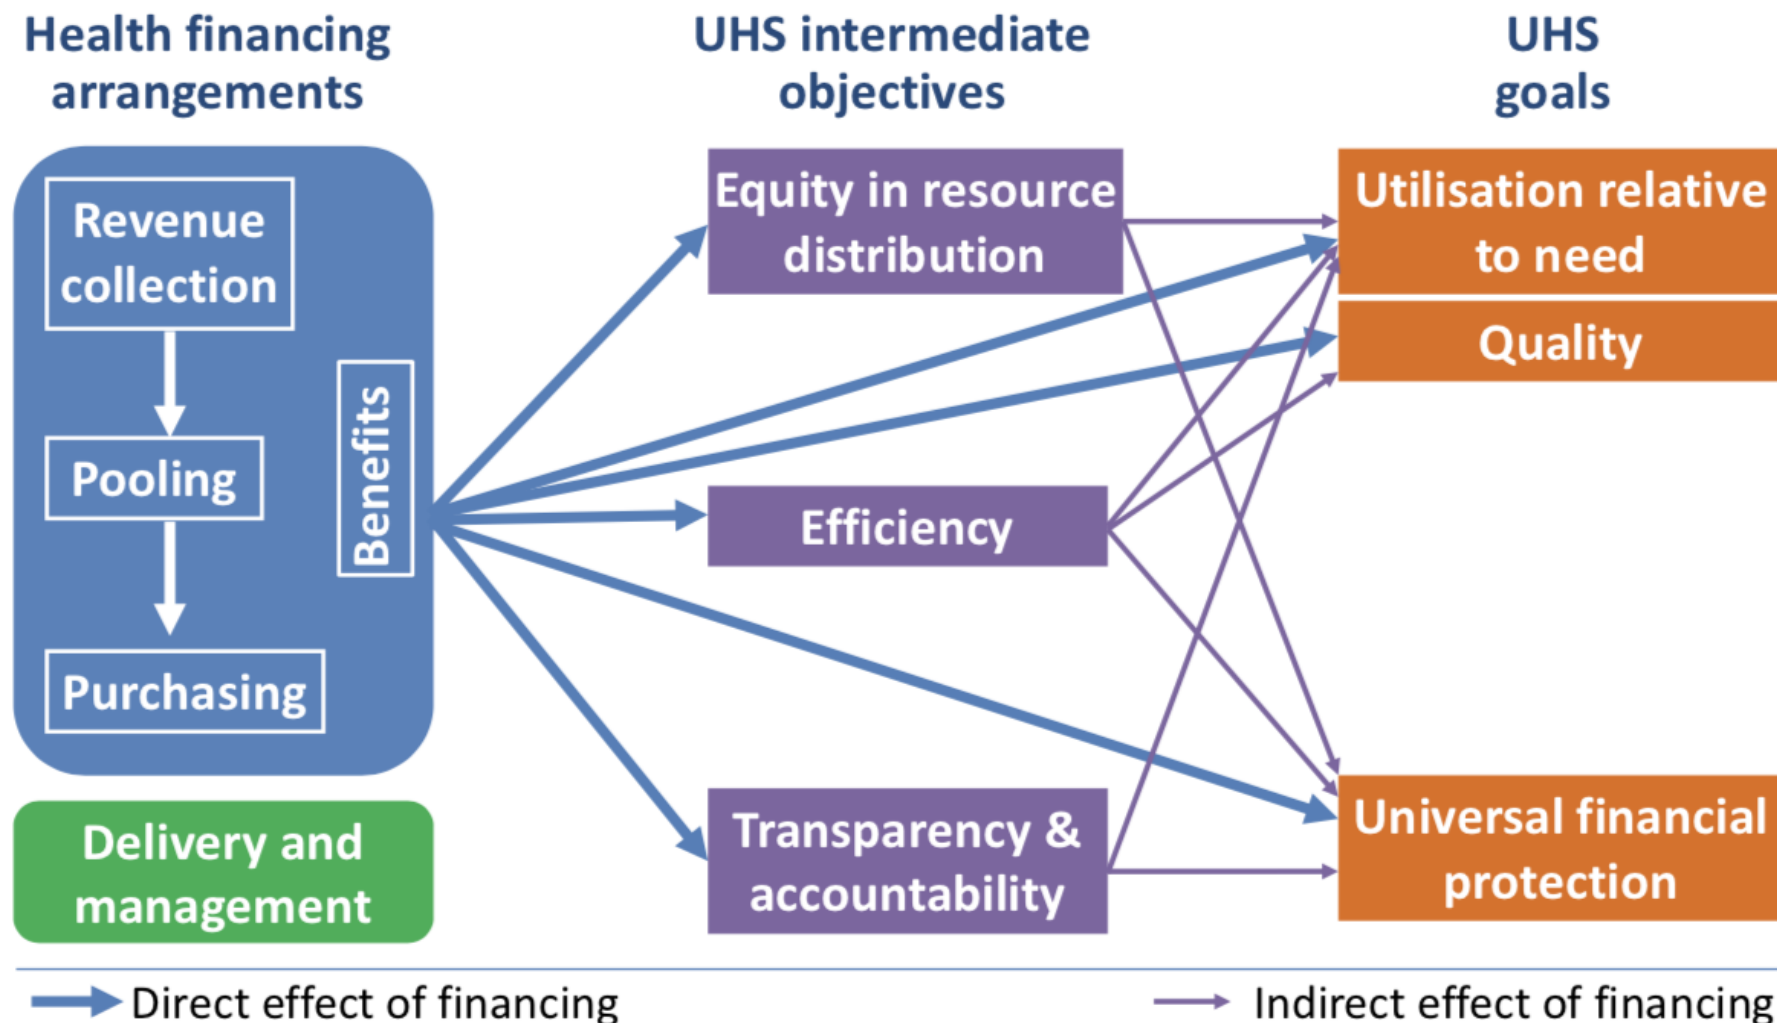 Health financing
arrangements
UHS intermediate
objectives
UHS
goals
Revenue
collection
Pooling
Purchasing
Benefits
Delivery and
management
Equity in resource
distribution
Efficiency
Transparency &
accountability
Utilisation relative
to need
Quality
Universal financial
protection
Direct effect of financing
Indirect effect of financing